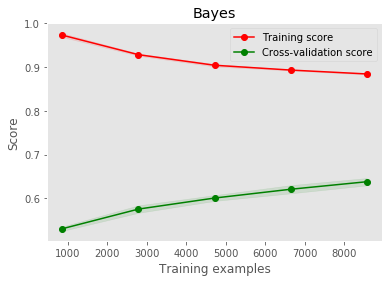 Bayes
1.0
0.9
0.8
0.7
0.6
Score
Training score
Cross-validation score
1000 2000 3000 4000 5000 6000 7000 8000
Training examples